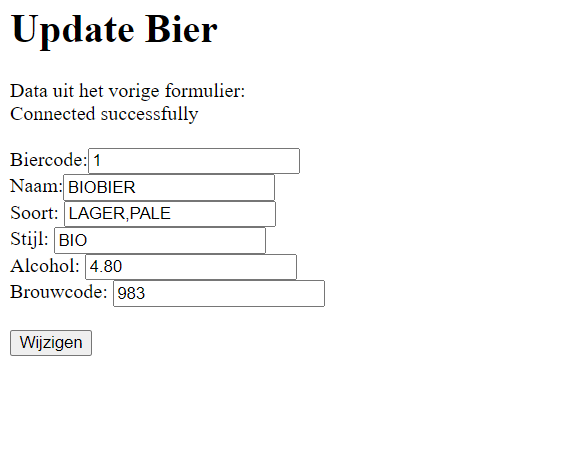 Update Bier
Data uit het vorige formulier:
Connected successfully
Biercode: 1
Naam: BIOBIER
Soort: LAGER,PALE
Stijl: BIO
Alcohol: 4.80
Brouwcode: 983
Wijzigen